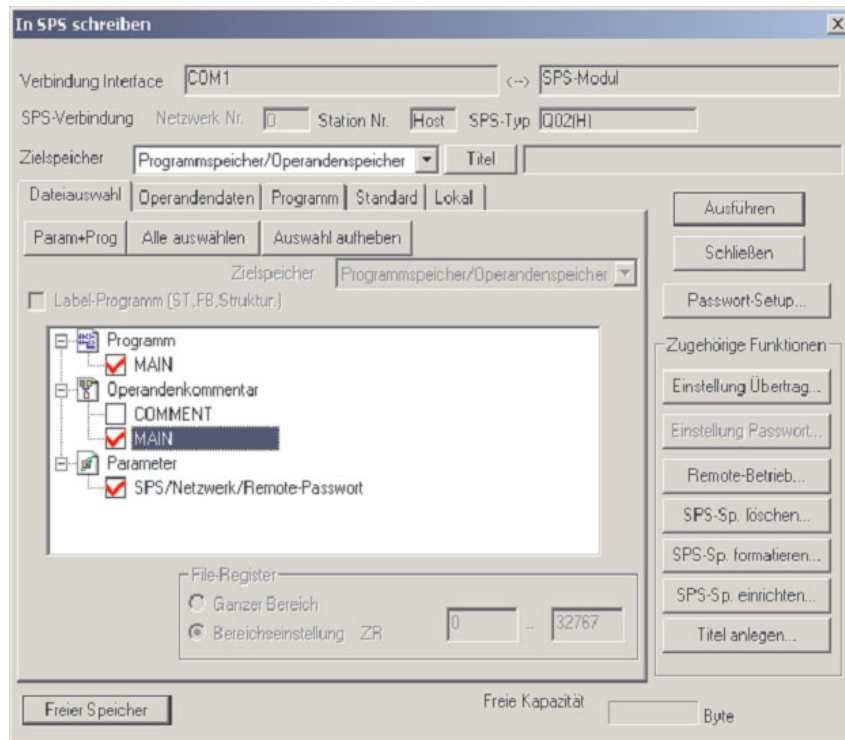 In SPS schreiben
Verbindung Interface COM1 <--> SPS-Modul
SPS-Verbindung Netzwerk Nr. 0 Station Nr. Host SPS-Typ Q02(H)
Zielspeicher Programmspeicher/Operandenspeicher Titel
Dateiauswahl Operandendaten Programm Standard Lokal
Param+Prog Alle auswählen Auswahl aufheben
Zielspeicher Programmspeicher/Operandenspeicher
Label-Programm (ST,FB,Struktur.)
Programm
MAIN
Operandenkommentar
COMMENT
MAIN
Parameter
SPS/Netzwerk/Remote-Passwort
File-Register
Ganzer Bereich
Bereichseinstellung ZR 0 .. 32767
Ausführen
Schließen
Passwort-Setup...
Zugehörige Funktionen
Einstellung Übertrag...
Einstellung Passwort...
Remote-Betrieb...
SPS-Sp. löschen...
SPS-Sp. formatieren...
SPS-Sp. einrichten...
Titel anlegen...
Freier Speicher Freie Kapazität Byte